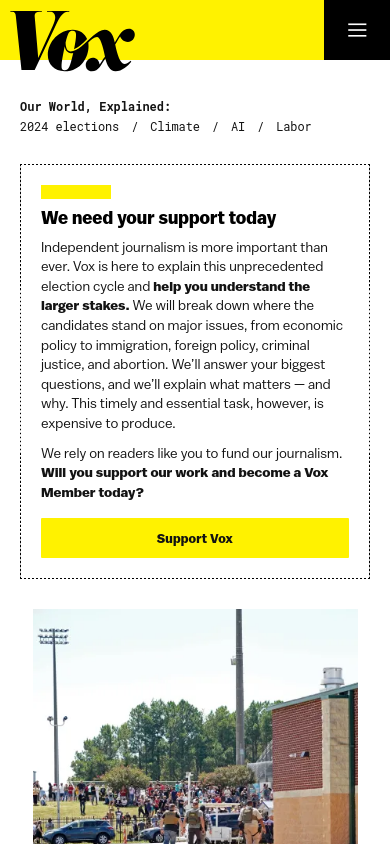 Vox
Our World, Explained:
2024 elections / Climate / AI / Labor
We need your support today
Independent journalism is more important than
ever. Vox is here to explain this unprecedented
election cycle and help you understand the
larger stakes. We will break down where the
candidates stand on major issues, from economic
policy to immigration, foreign policy, criminal
justice, and abortion. We’ll answer your biggest
questions, and we’ll explain what matters — and
why. This timely and essential task, however, is
expensive to produce.
We rely on readers like you to fund our journalism.
Will you support our work and become a Vox
Member today?
Support Vox